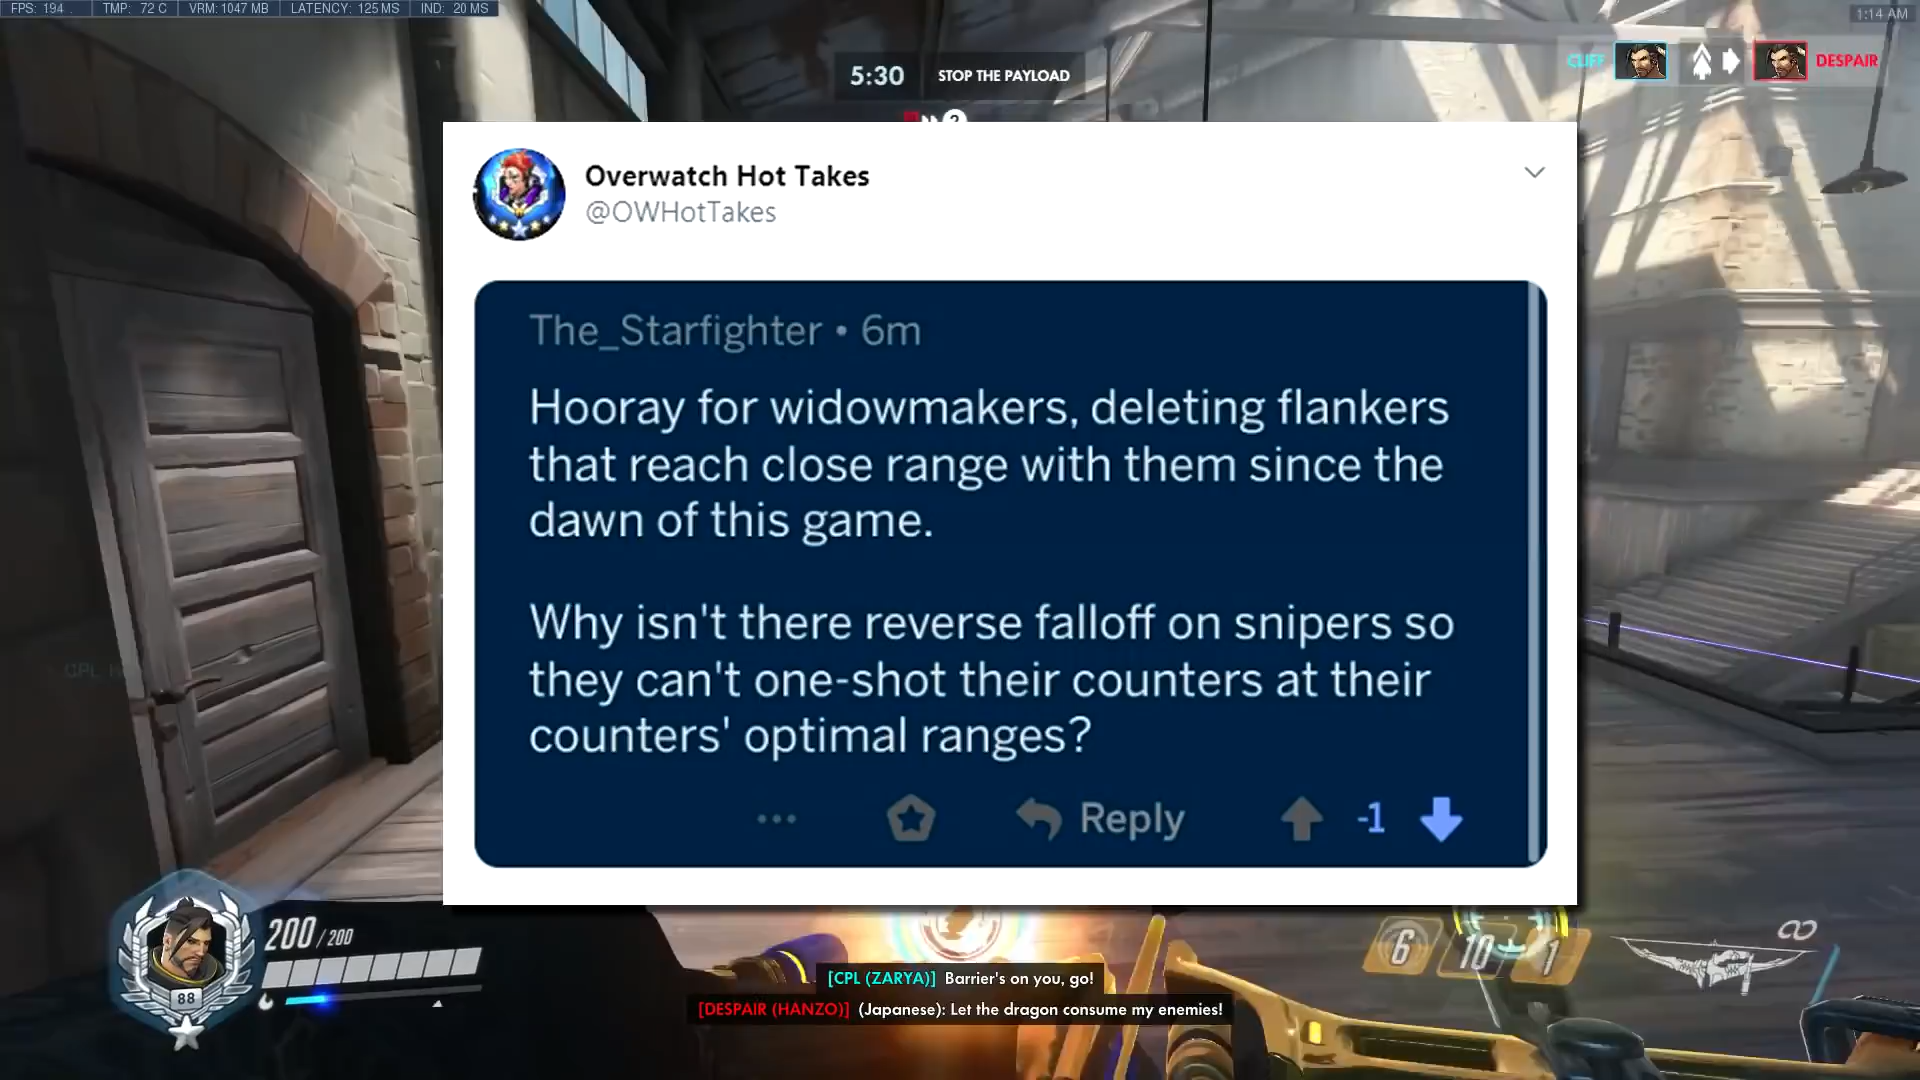 FPS: 194
TMP: 72 C
VRM: 1047 MB
LATENCY: 125 MS
IND: 20 MS
1:14 AM
5:30
STOP THE PAYLOAD
CLIFF
DESPAIR
2
Overwatch Hot Takes
@OWHotTakes
The_Starfighter • 6m
Hooray for widowmakers, deleting flankers
that reach close range with them since the
dawn of this game.
Why isn't there reverse falloff on snipers so
they can't one-shot their counters at their
counters' optimal ranges?
... Reply -1
CPL
200/200
88
6
10
1
[CPL (ZARYA)] Barrier's on you, go!
[DESPAIR (HANZO)] (Japanese): Let the dragon consume my enemies!